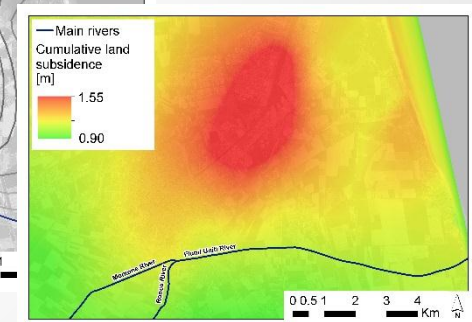 Main rivers
Cumulative land
subsidence
[m]
1.55
0.90
Montone River
Ronco River
Fiumi Uniti River
0 0.5 1 2 3 4
Km
N